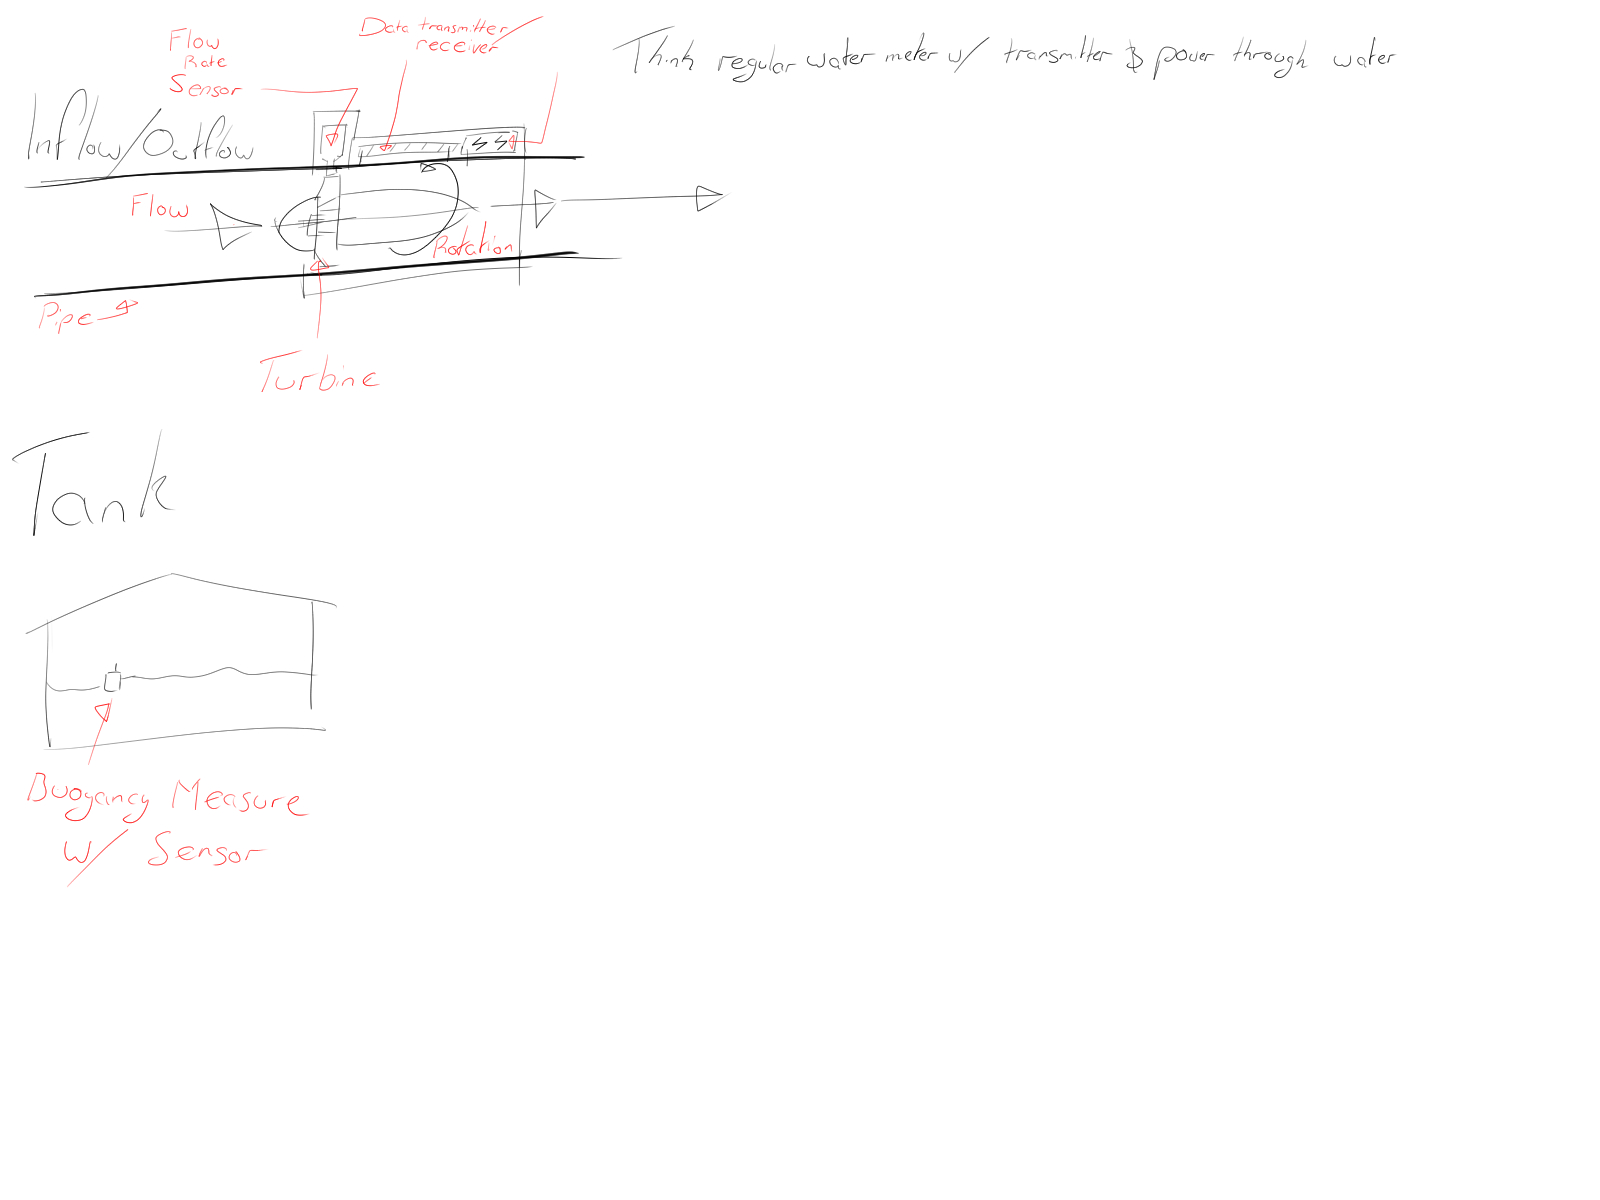 Flow
Rate
Sensor
Data transmitter/
receiver
Think regular water meter w/ transmitter & power through water
Inflow/Outflow
Flow
Rotation
Pipe
Turbine
Tank
Buoyancy Measure
w/ Sensor